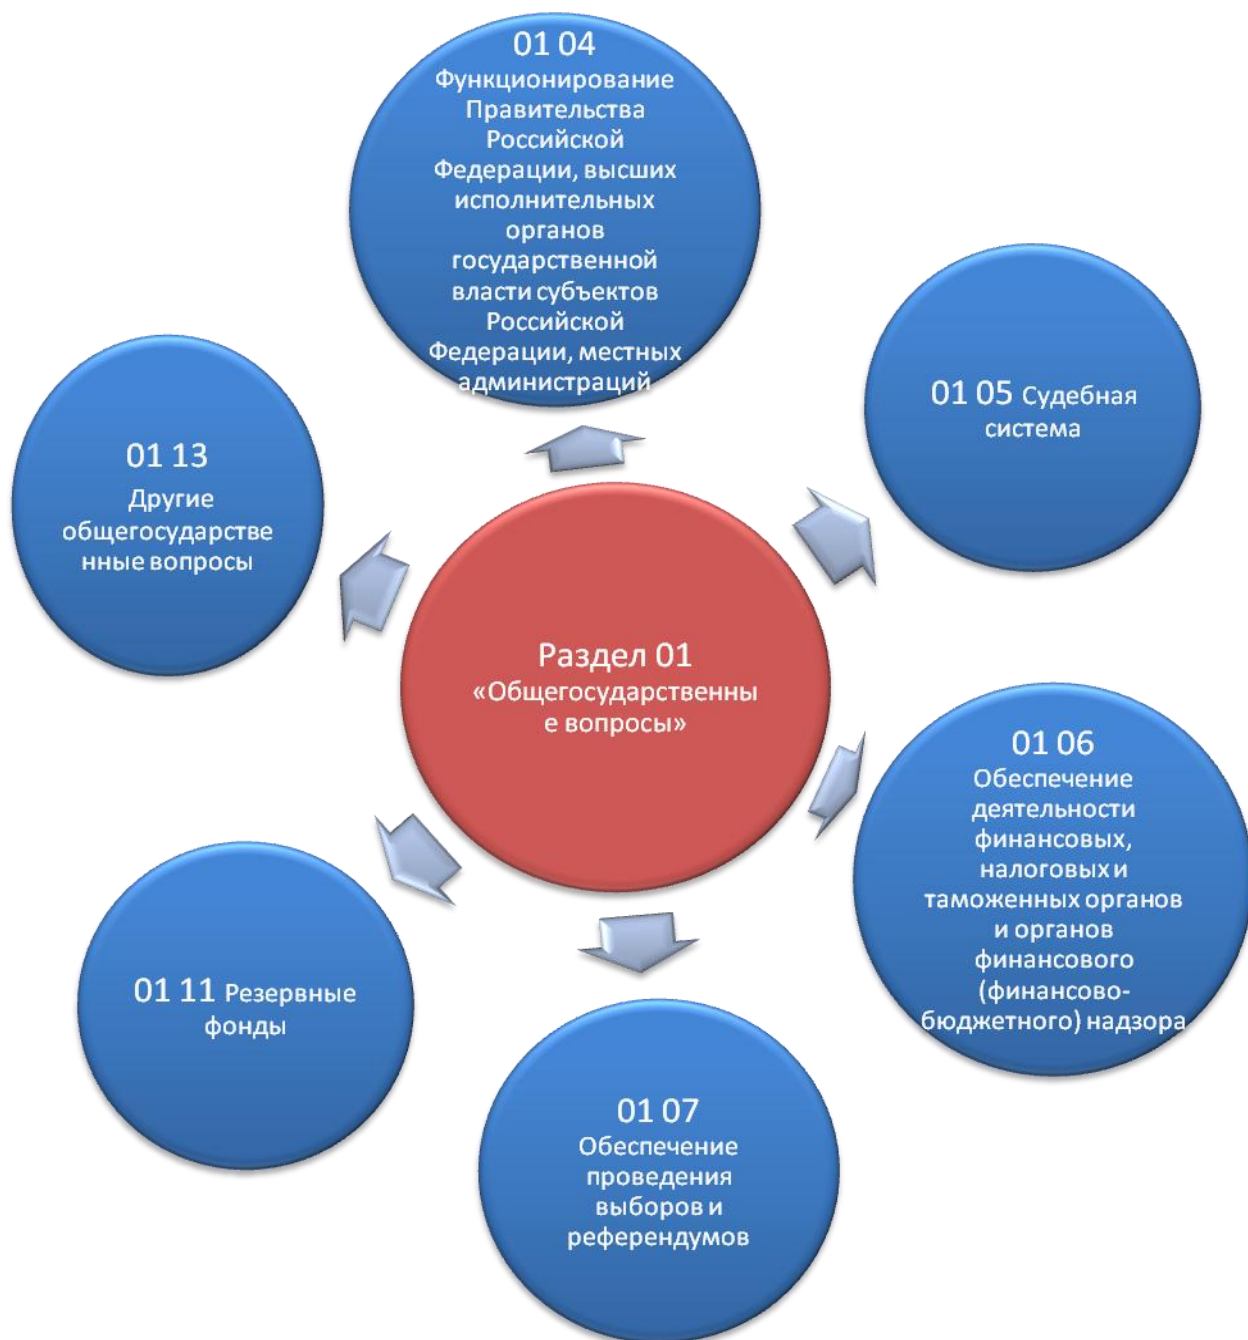 01 04
Функционирование
Правительства
Российской
Федерации, высших
исполнительных
органов
государственной
власти субъектов
Российской
Федерации, местных
администраций
01 05 Судебная
система
01 06
Обеспечение
деятельности
финансовых,
налоговых и
таможенных органов
и органов
финансового
(финансово-
бюджетного) надзора
01 07
Обеспечение
проведения
выборов и
референдумов
01 11 Резервные
фонды
01 13
Другие
общегосударстве
нные вопросы
Раздел 01
«Общегосударственны
е вопросы»